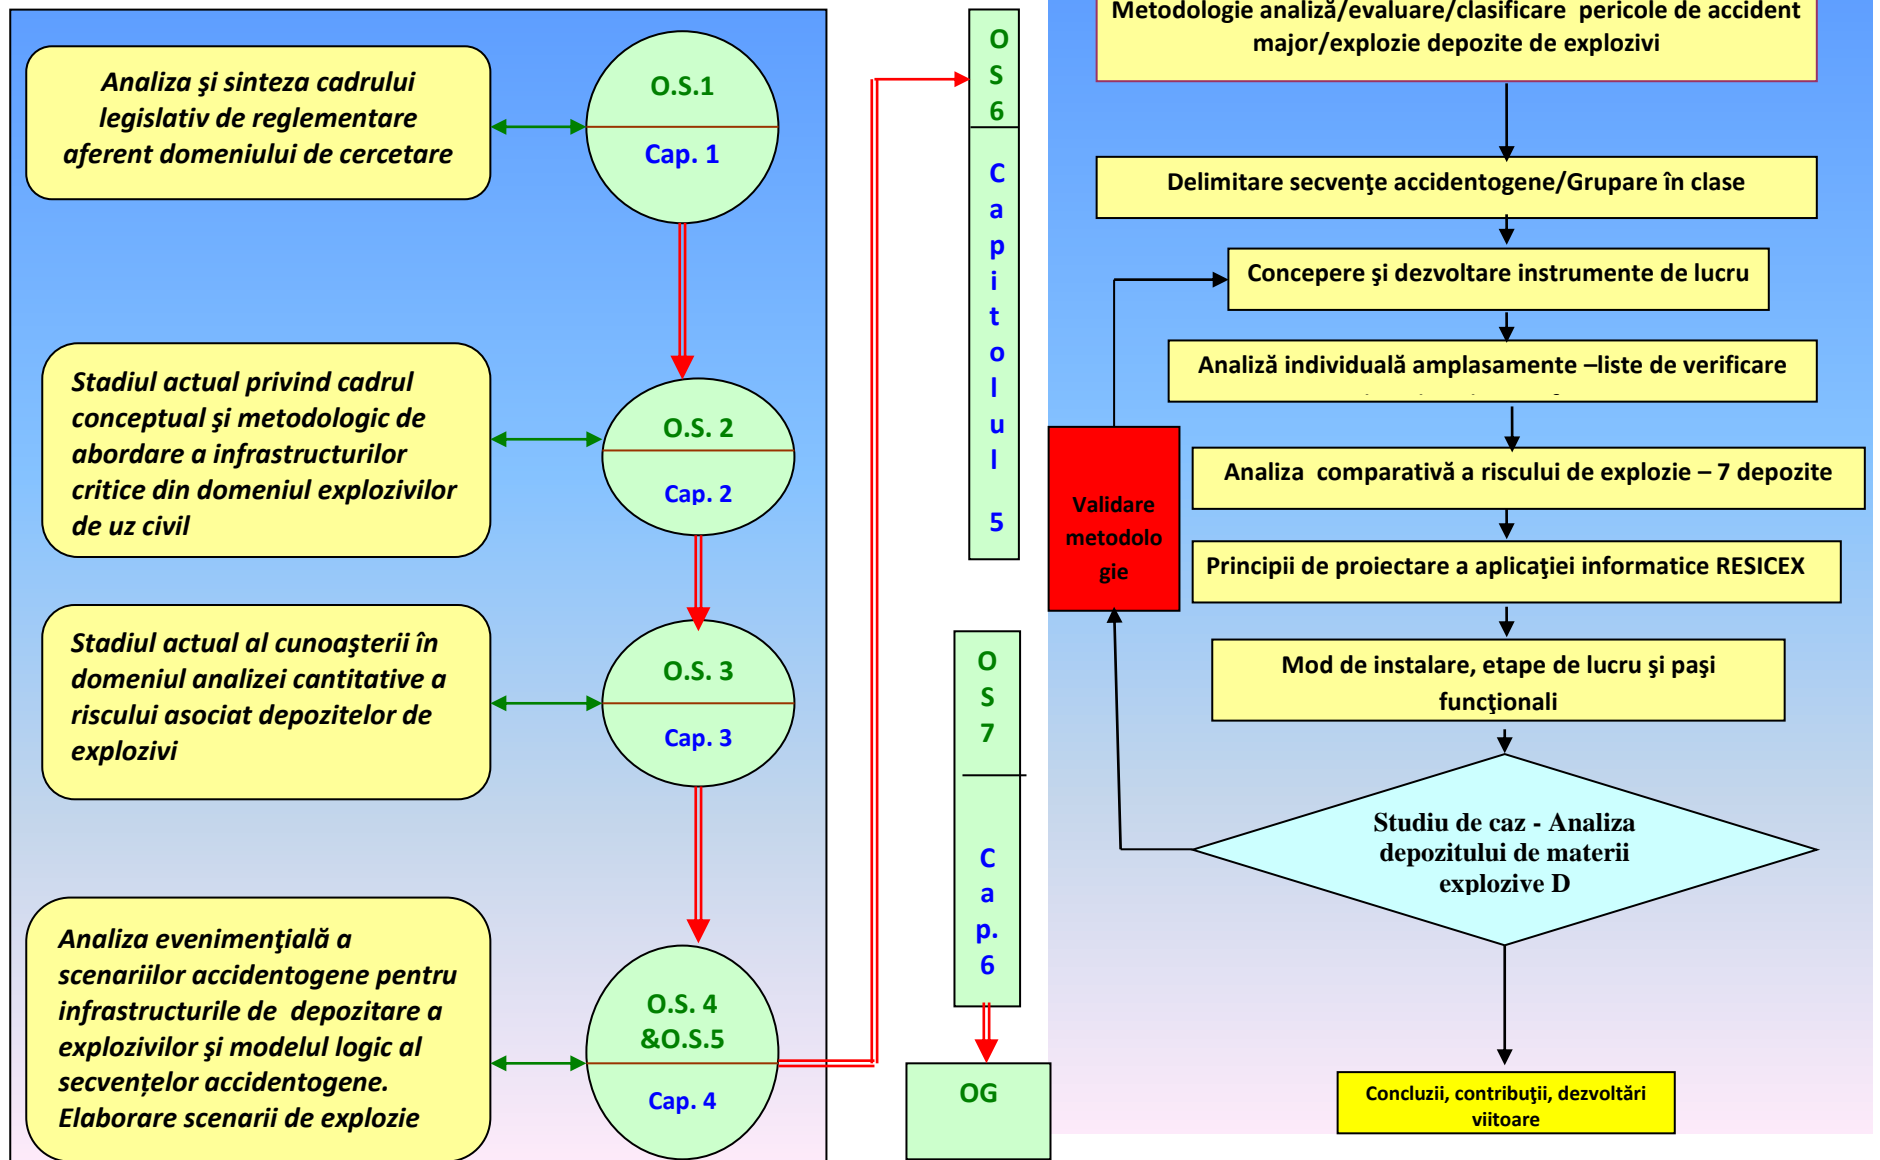 Analiza şi sinteza cadrului
legislativ de reglementare
aferent domeniului de cercetare
O.S.1
Cap. 1
Stadiul actual privind cadrul
conceptual şi metodologic de
abordare a infrastructurilor
critice din domeniul explozivilor
de uz civil
O.S. 2
Cap. 2
Stadiul actual al cunoaşterii în
domeniul analizei cantitative a
riscului asociat depozitelor de
explozivi
O.S. 3
Cap. 3
Analiza evenimenţială a
scenariilor accidentogene pentru
infrastructurile de  depozitare a
explozivilor şi modelul logic al
secvențelor accidentogene.
Elaborare scenarii de explozie
O.S. 4
&O.S.5
Cap. 4
O
S
6
C
a
p
i
t
o
l
u
l
5
O
S
7
C
a
p.
6
OG
Metodologie analiză/evaluare/clasificare  pericole de accident
major/explozie depozite de explozivi
Delimitare secvenţe accidentogene/Grupare în clase
Concepere şi dezvoltare instrumente de lucru
Analiză individuală amplasamente –liste de verificare
Analiza  comparativă a riscului de explozie – 7 depozite
Validare
metodolo
gie
Principii de proiectare a aplicaţiei informatice RESICEX
Mod de instalare, etape de lucru şi paşi
funcţionali
Studiu de caz - Analiza
depozitului de materii
explozive D
Concluzii, contribuţii, dezvoltări
viitoare